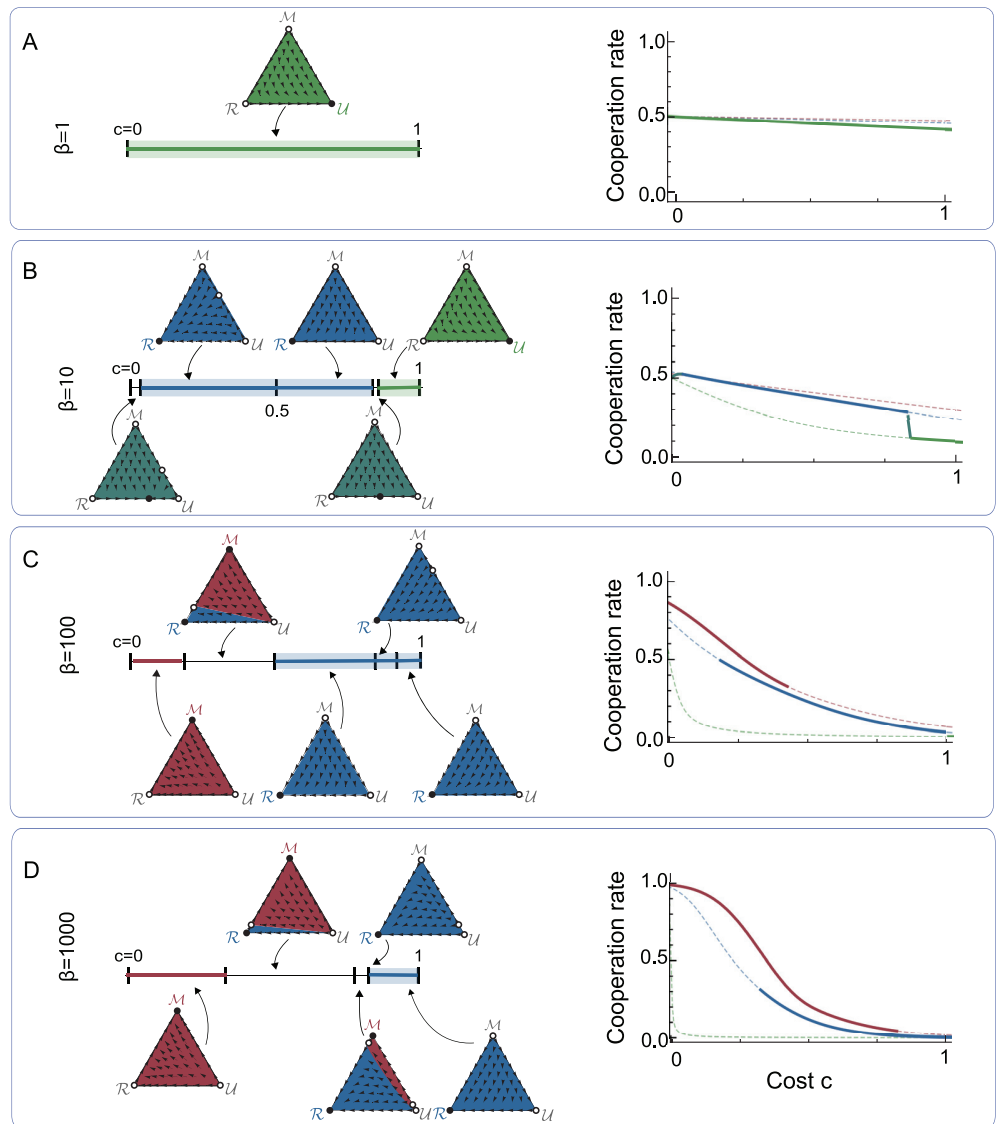 A
ℳ
ℛ
𝒰
β=1
c=0
1
Cooperation rate
1.0
0.5
0.0
0
1
B
ℳ
ℳ
ℳ
ℛ
𝒰
ℛ
𝒰
ℛ
𝒰
β=10
c=0
1
0.5
ℳ
ℳ
ℛ
𝒰
ℛ
𝒰
Cooperation rate
1.0
0.5
0.0
0
1
C
ℳ
ℳ
ℛ
𝒰
ℛ
𝒰
β=100
c=0
1
ℳ
ℳ
ℳ
ℛ
𝒰
ℛ
𝒰
ℛ
𝒰
Cooperation rate
1.0
0.5
0.0
0
1
D
ℳ
ℳ
ℛ
𝒰
ℛ
𝒰
β=1000
c=0
1
ℳ
ℳ
ℳ
ℛ
𝒰
ℛ
𝒰
ℛ
𝒰
Cooperation rate
1.0
0.5
0.0
0
1
Cost c